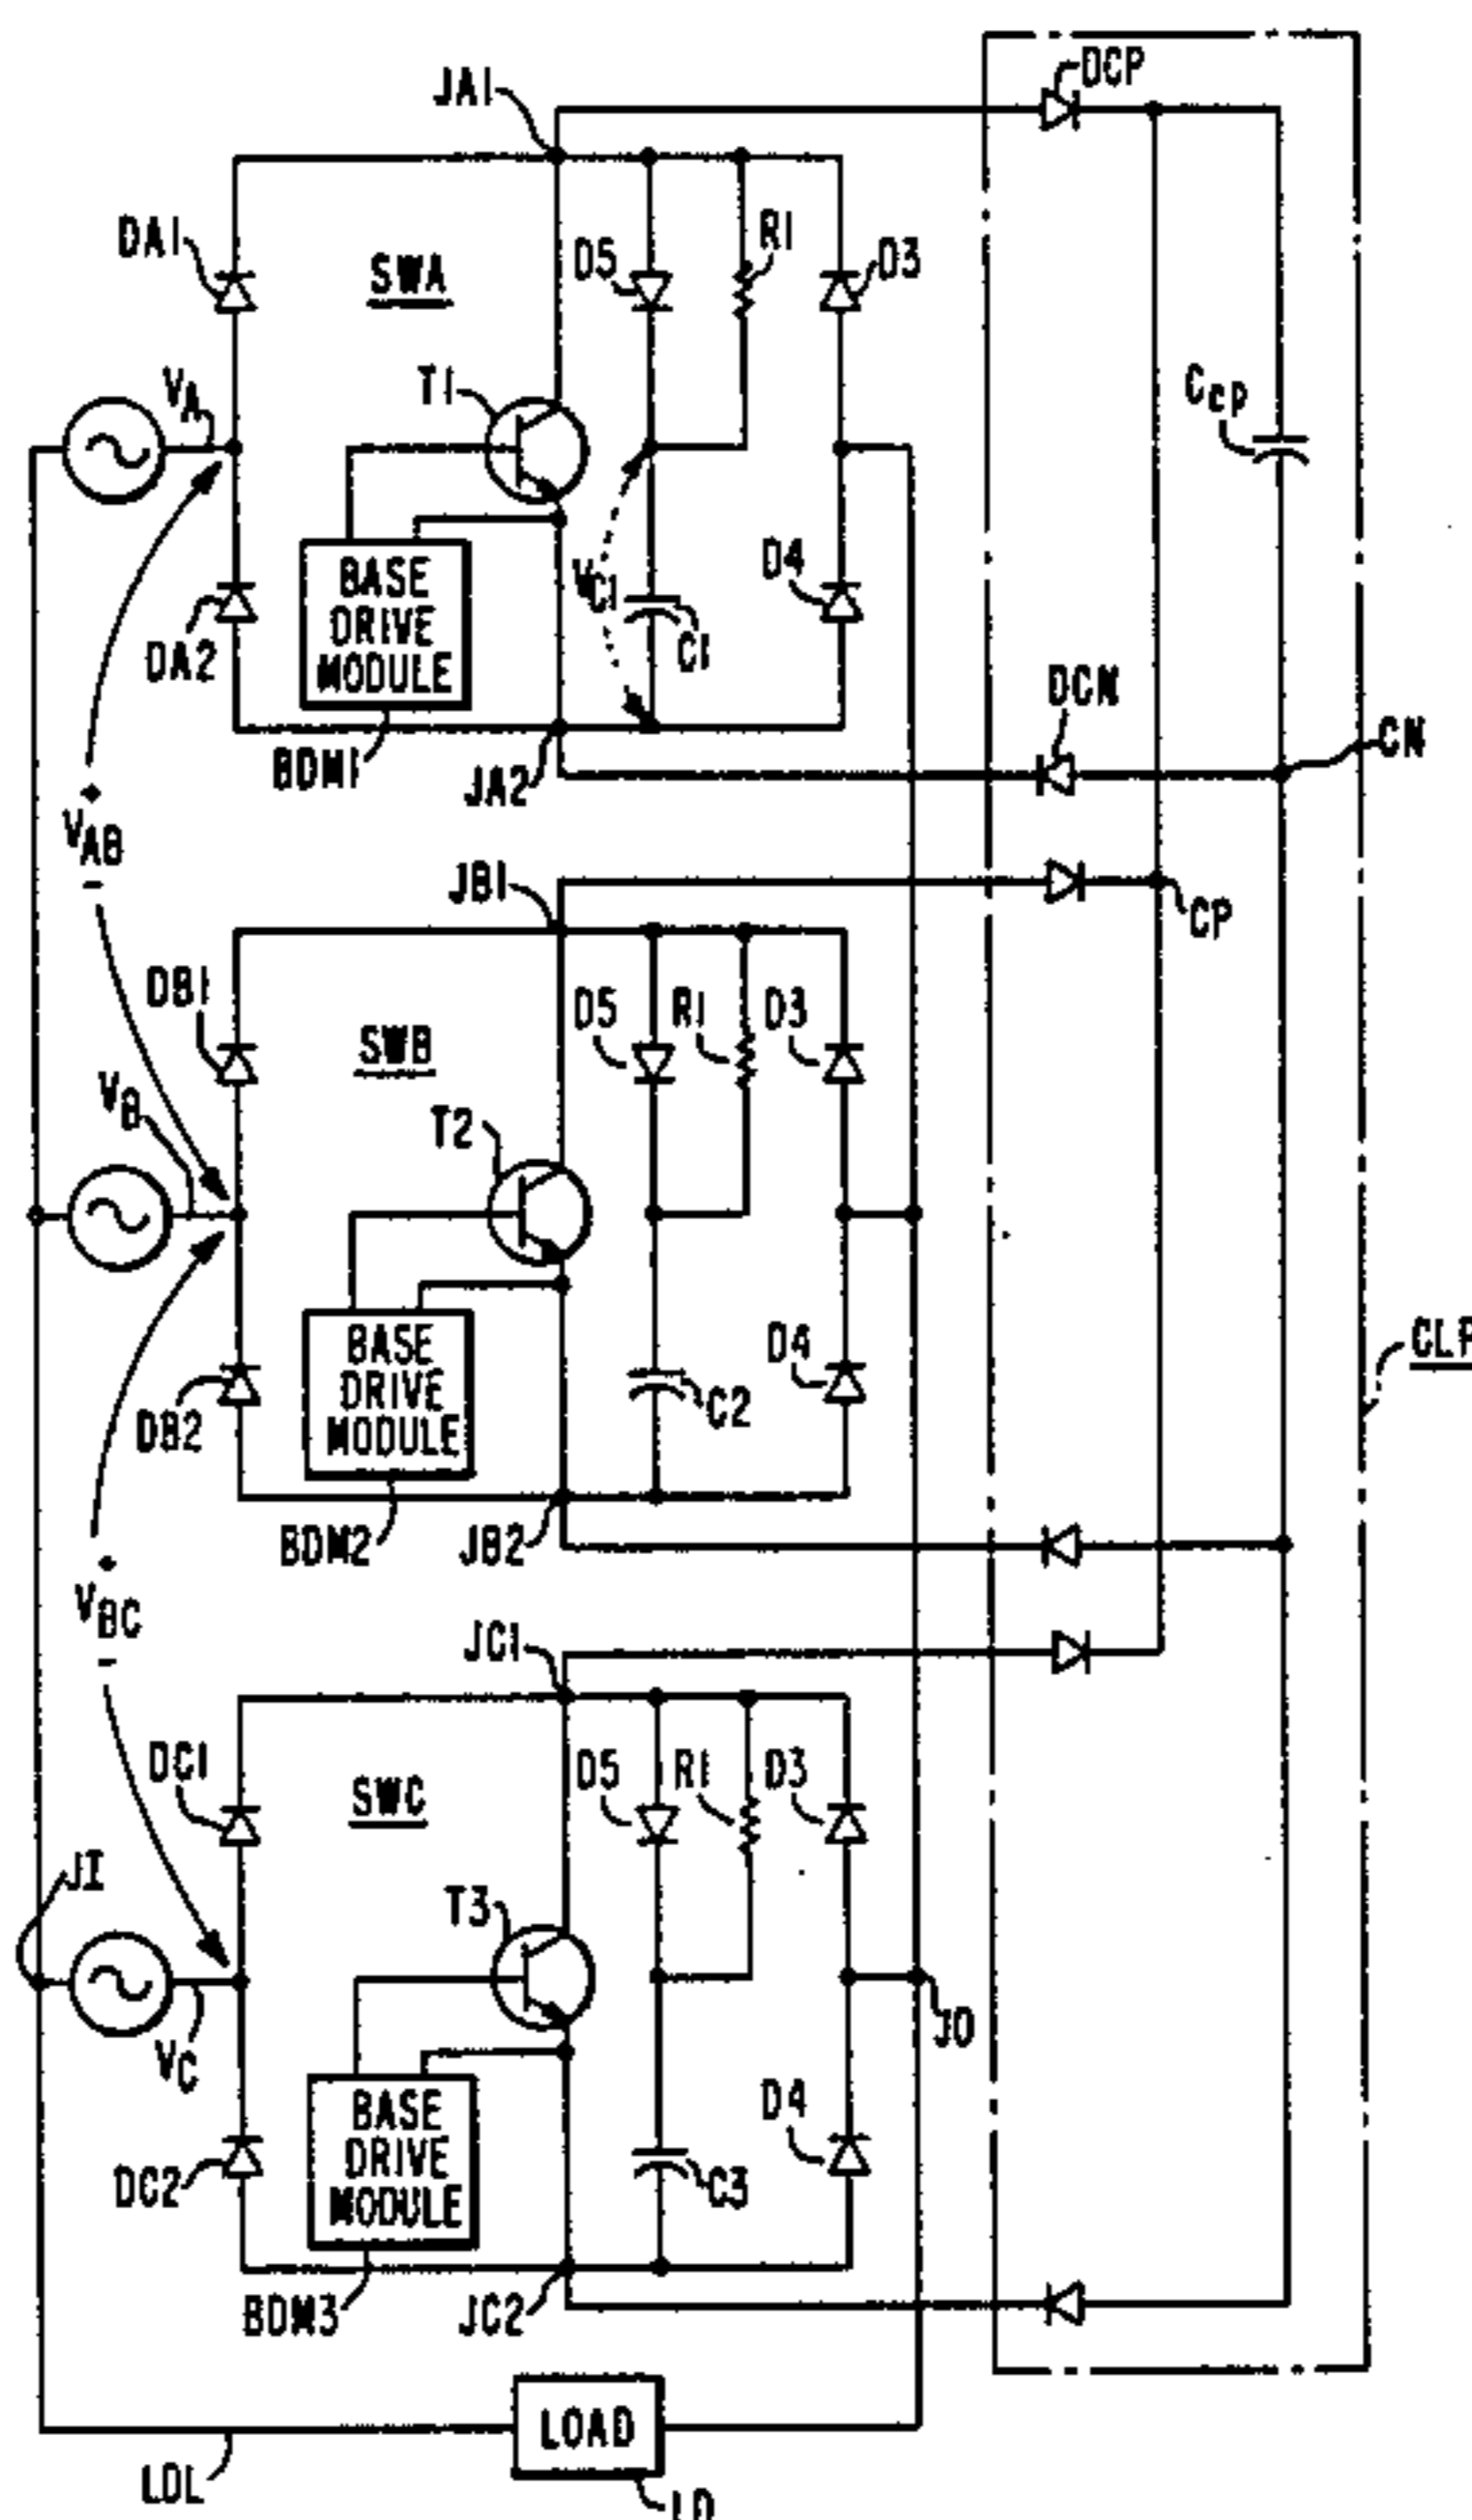 DCP
JA1
DA1
SWA
D5
R1
D3
VA
T1
CCP
BASE
DRIVE
MODULE
VC1
D4
C1
DA2
DCN
BDM1
JA2
CN
VAB
JB1
CP
DB1
SWB
D5
R1
D3
VB
T2
BASE
DRIVE
MODULE
D4
CLP
C2
DB2
BDM2
JB2
VBC
JC1
DC1
SWC
D5
R1
D3
JI
T3
JO
VC
BASE
DRIVE
MODULE
D4
DC2
C3
BDM3
JC2
LOAD
LDL
LD